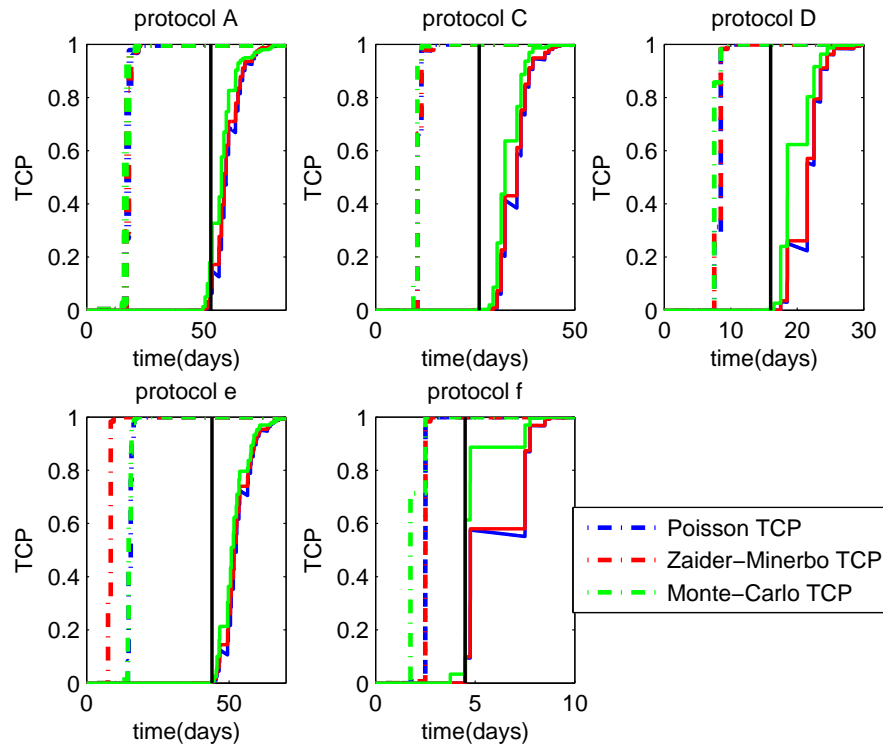 protocol A
protocol C
protocol D
TCP
1
0.8
0.6
0.4
0.2
0
0
50
time(days)
TCP
1
0.8
0.6
0.4
0.2
0
0
50
time(days)
TCP
1
0.8
0.6
0.4
0.2
0
0
10
20
30
time(days)
protocol e
protocol f
TCP
1
0.8
0.6
0.4
0.2
0
0
50
time(days)
TCP
1
0.8
0.6
0.4
0.2
0
0
5
10
time(days)
Poisson TCP
Zaider−Minerbo TCP
Monte−Carlo TCP